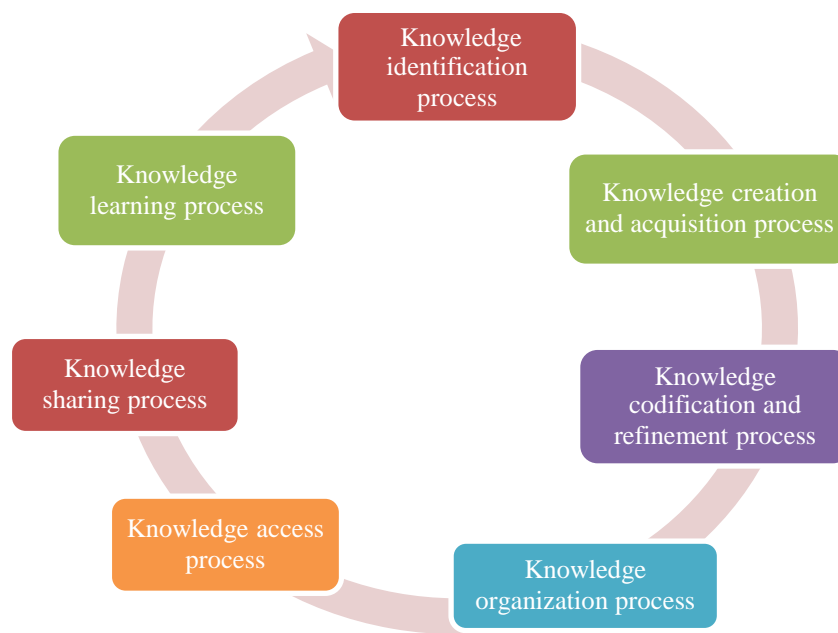 Knowledge
identification
process
Knowledge creation
and acquisition process
Knowledge
codification and
refinement process
Knowledge
organization process
Knowledge access
process
Knowledge
sharing process
Knowledge
learning process